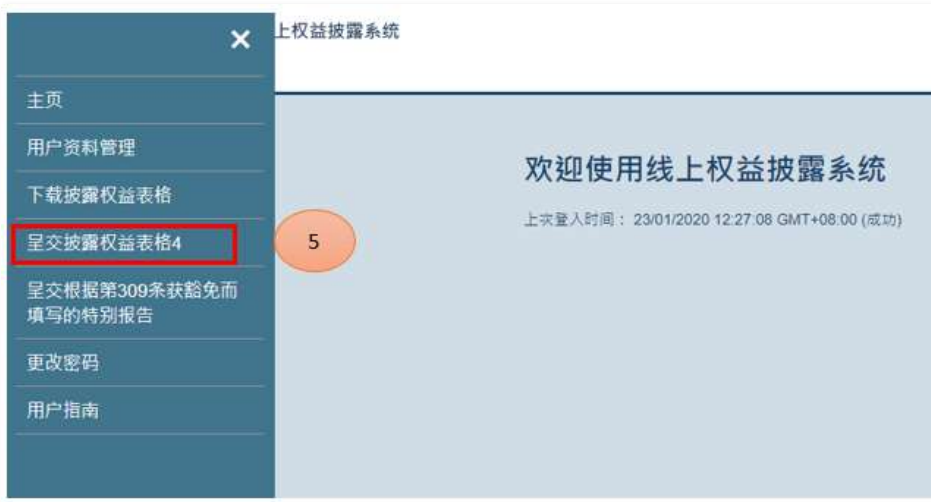 上权益披露系统
主页
用户资料管理
下载披露权益表格
呈交披露权益表格4
5
呈交根据第309条获豁免而
填写的特别报告
更改密码
用户指南
欢迎使用线上权益披露系统
上次登入时间： 23/01/2020 12:27:08 GMT+08:00 (成功)